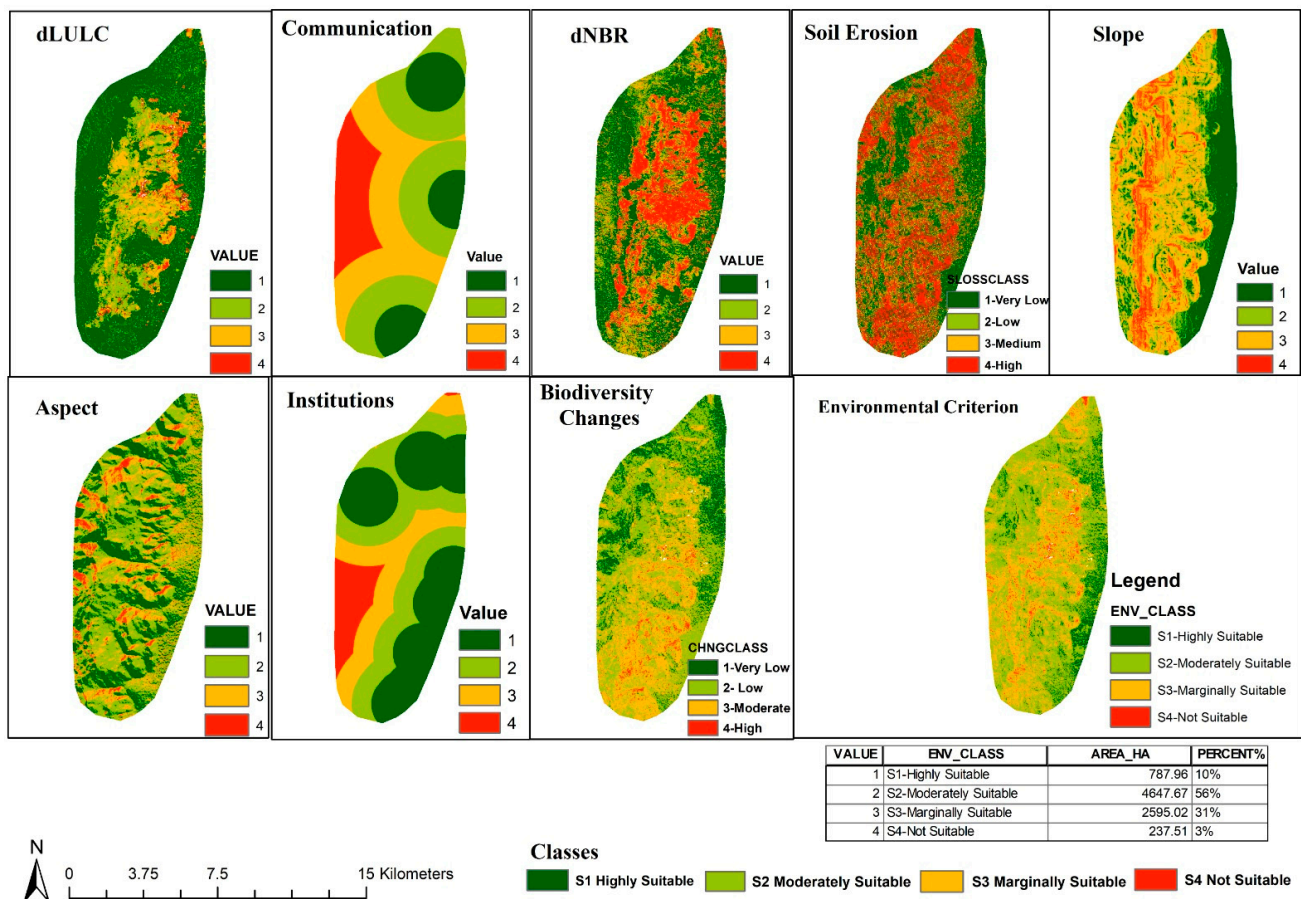 dLULC
VALUE
1
2
3
4
Communication
Value
1
2
3
4
dNBR
VALUE
1
2
3
4
Soil Erosion
SLOSSCLASS
1-Very Low
2-Low
3-Medium
4-High
Slope
Value
1
2
3
4
Aspect
VALUE
1
2
3
4
Institutions
Value
1
2
3
4
Biodiversity
Changes
CHNGCLASS
1-Very Low
2- Low
3-Moderate
4-High
Environmental Criterion
Legend
ENV_CLASS
S1-Highly Suitable
S2-Moderately Suitable
S3-Marginally Suitable
S4-Not Suitable
VALUE ENV_CLASS AREA_HA PERCENT%
1 S1-Highly Suitable 787.96 10%
2 S2-Moderately Suitable 4647.67 56%
3 S3-Marginally Suitable 2595.02 31%
4 S4-Not Suitable 237.51 3%
N
0 3.75 7.5 15 Kilometers
Classes
S1 Highly Suitable S2 Moderately Suitable S3 Marginally Suitable S4 Not Suitable